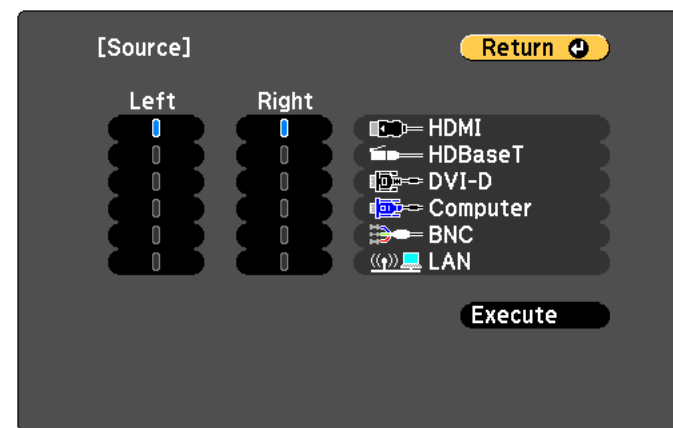 [Source]
Return
Left Right
HDMI
HDBaseT
DVI-D
Computer
BNC
LAN
Execute